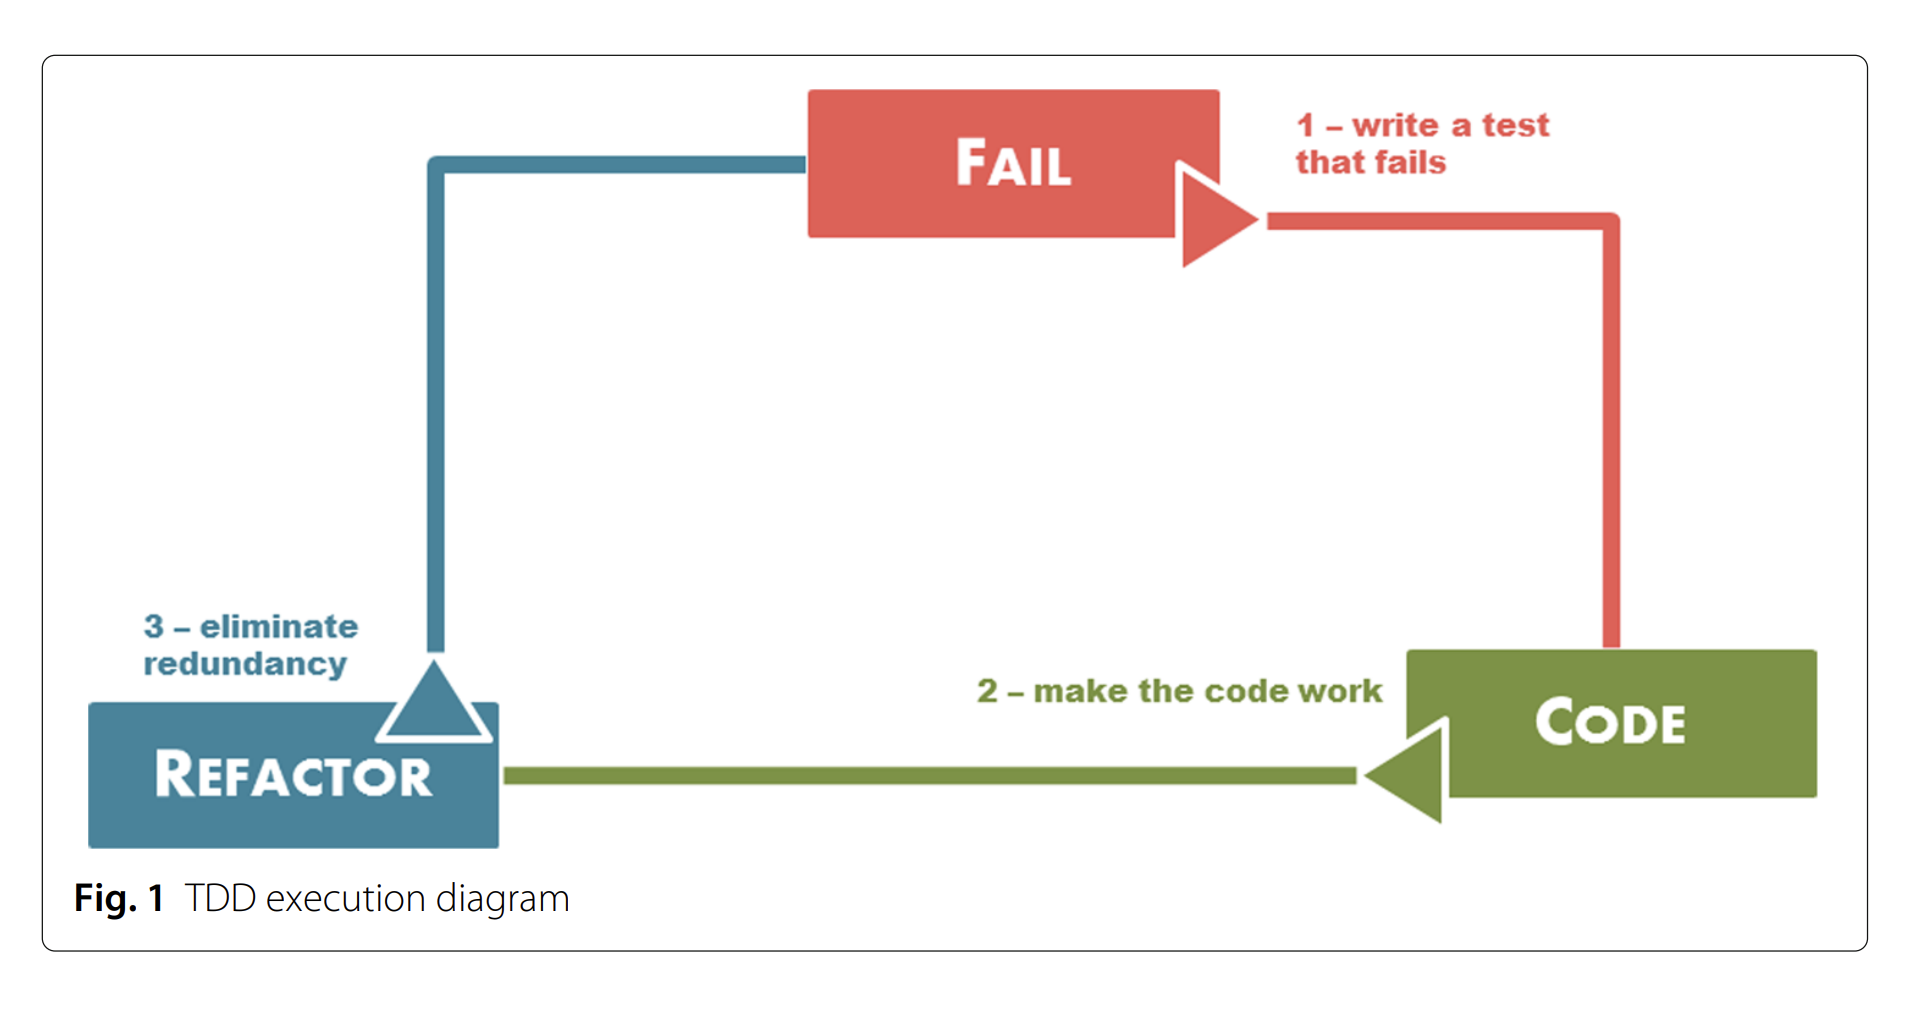 FAIL
1 – write a test
that fails
3 – eliminate
redundancy
2 – make the code work
CODE
REFACTOR
Fig. 1 TDD execution diagram